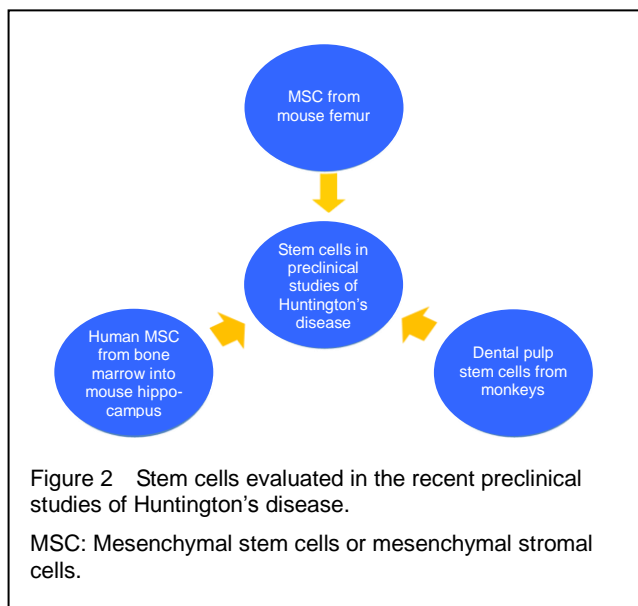 MSC from
mouse femur
Stem cells in
preclinical
studies of
Huntington's
disease
Human MSC
from bone
marrow into
mouse hippo-
campus
Dental pulp
stem cells from
monkeys
Figure 2 Stem cells evaluated in the recent preclinical
studies of Huntington's disease.
MSC: Mesenchymal stem cells or mesenchymal stromal
cells.